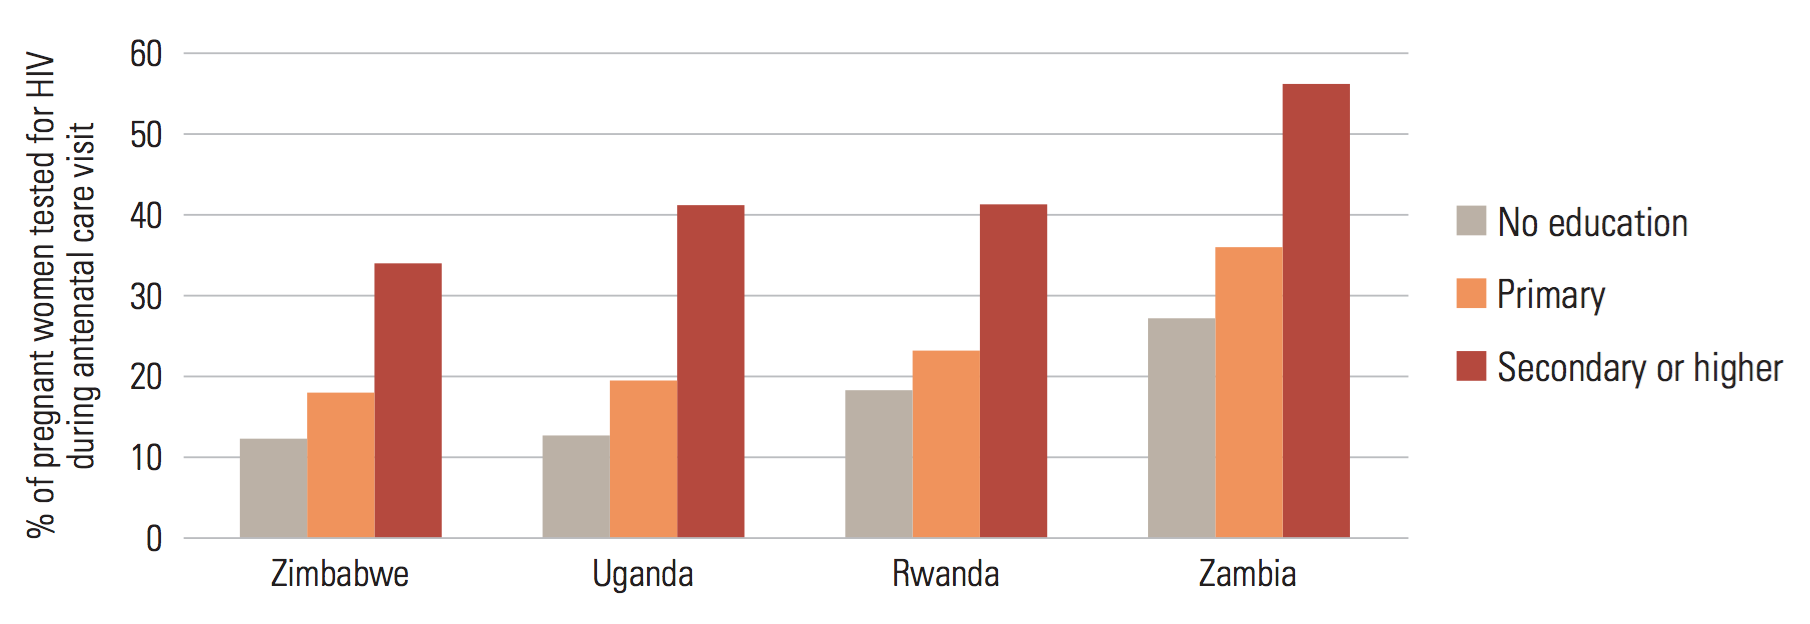 % of pregnant women tested for HIV
during antenatal care visit
60
50
40
30
20
10
0
Zimbabwe
Uganda
Rwanda
Zambia
No education
Primary
Secondary or higher